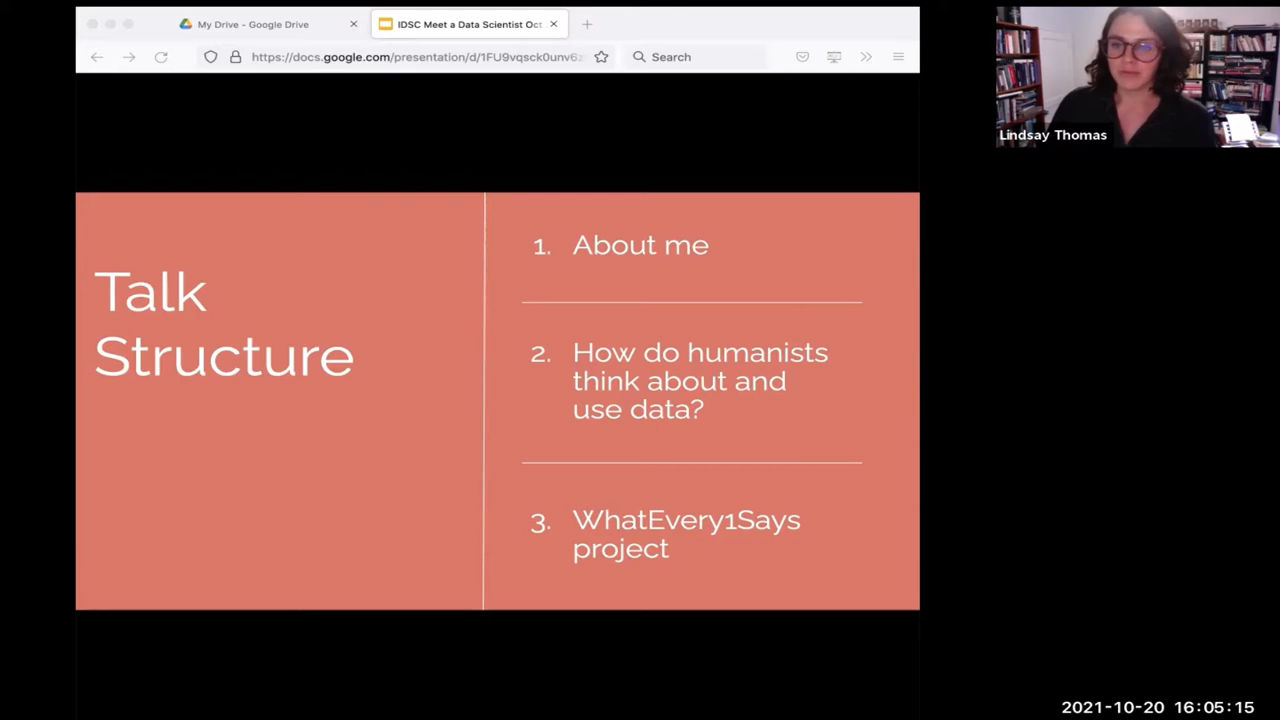 My Drive - Google Drive
IDSC Meet a Data Scientist Oct
https://docs.google.com/presentation/d/1FU9vqsek0unv6z
Search
Lindsay Thomas
Talk
Structure
1. About me
2. How do humanists
think about and
use data?
3. WhatEvery1Says
project
2021-10-20 16:05:15